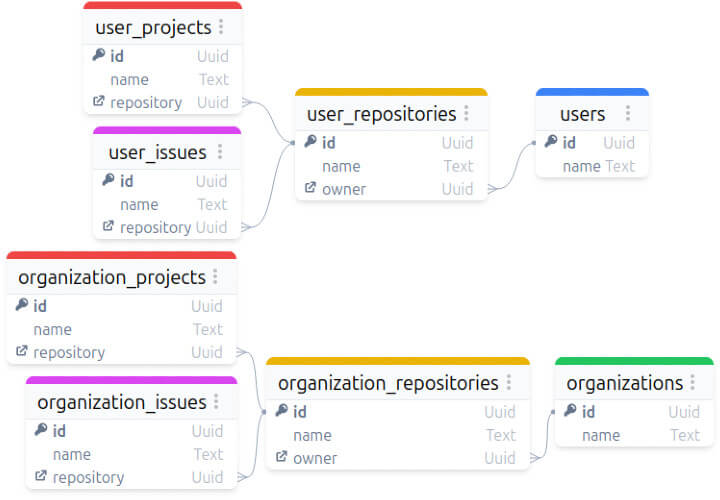 user_projects
id Uuid
name Text
repository Uuid
user_issues
id Uuid
name Text
repository Uuid
user_repositories
id Uuid
name Text
owner Uuid
users
id Uuid
name Text
organization_projects
id Uuid
name Text
repository Uuid
organization_issues
id Uuid
name Text
repository Uuid
organization_repositories
id Uuid
name Text
owner Uuid
organizations
id Uuid
name Text